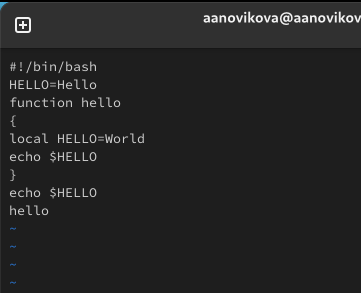 aanovikova@aanovikov
#!/bin/bash
HELLO=Hello
function hello
{
local HELLO=World
echo $HELLO
}
echo $HELLO
hello
~
~
~
~